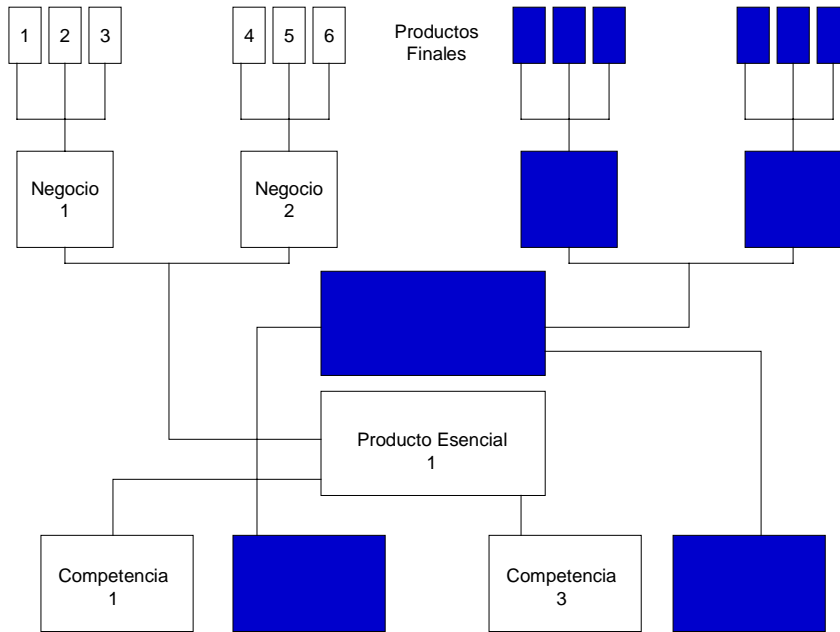 1
2
3
4
5
6
Productos
Finales
Negocio
1
Negocio
2
Producto Esencial
1
Competencia
1
Competencia
3